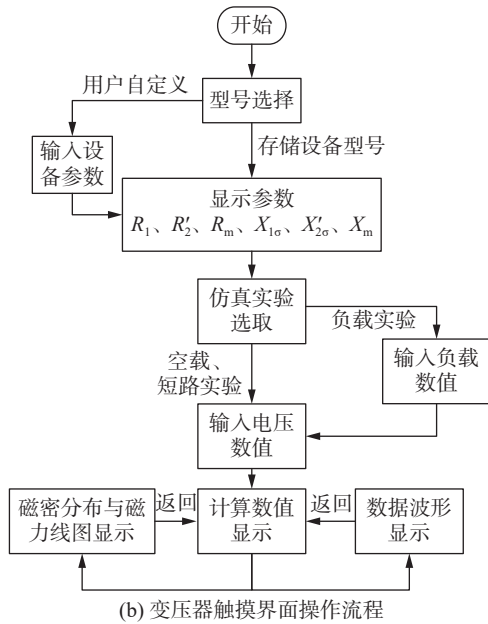 开始
用户自定义
型号选择
输入设
备参数
存储设备型号
显示参数
R₁、R′₂、Rₘ、X₁σ、X′₂σ、Xₘ
仿真实验
选取
负载实验
空载、
短路实验
输入负载
数值
输入电压
数值
磁密分布与磁
力线图显示
返回
计算数值
显示
返回
数据波形
显示
(b) 变压器触摸界面操作流程